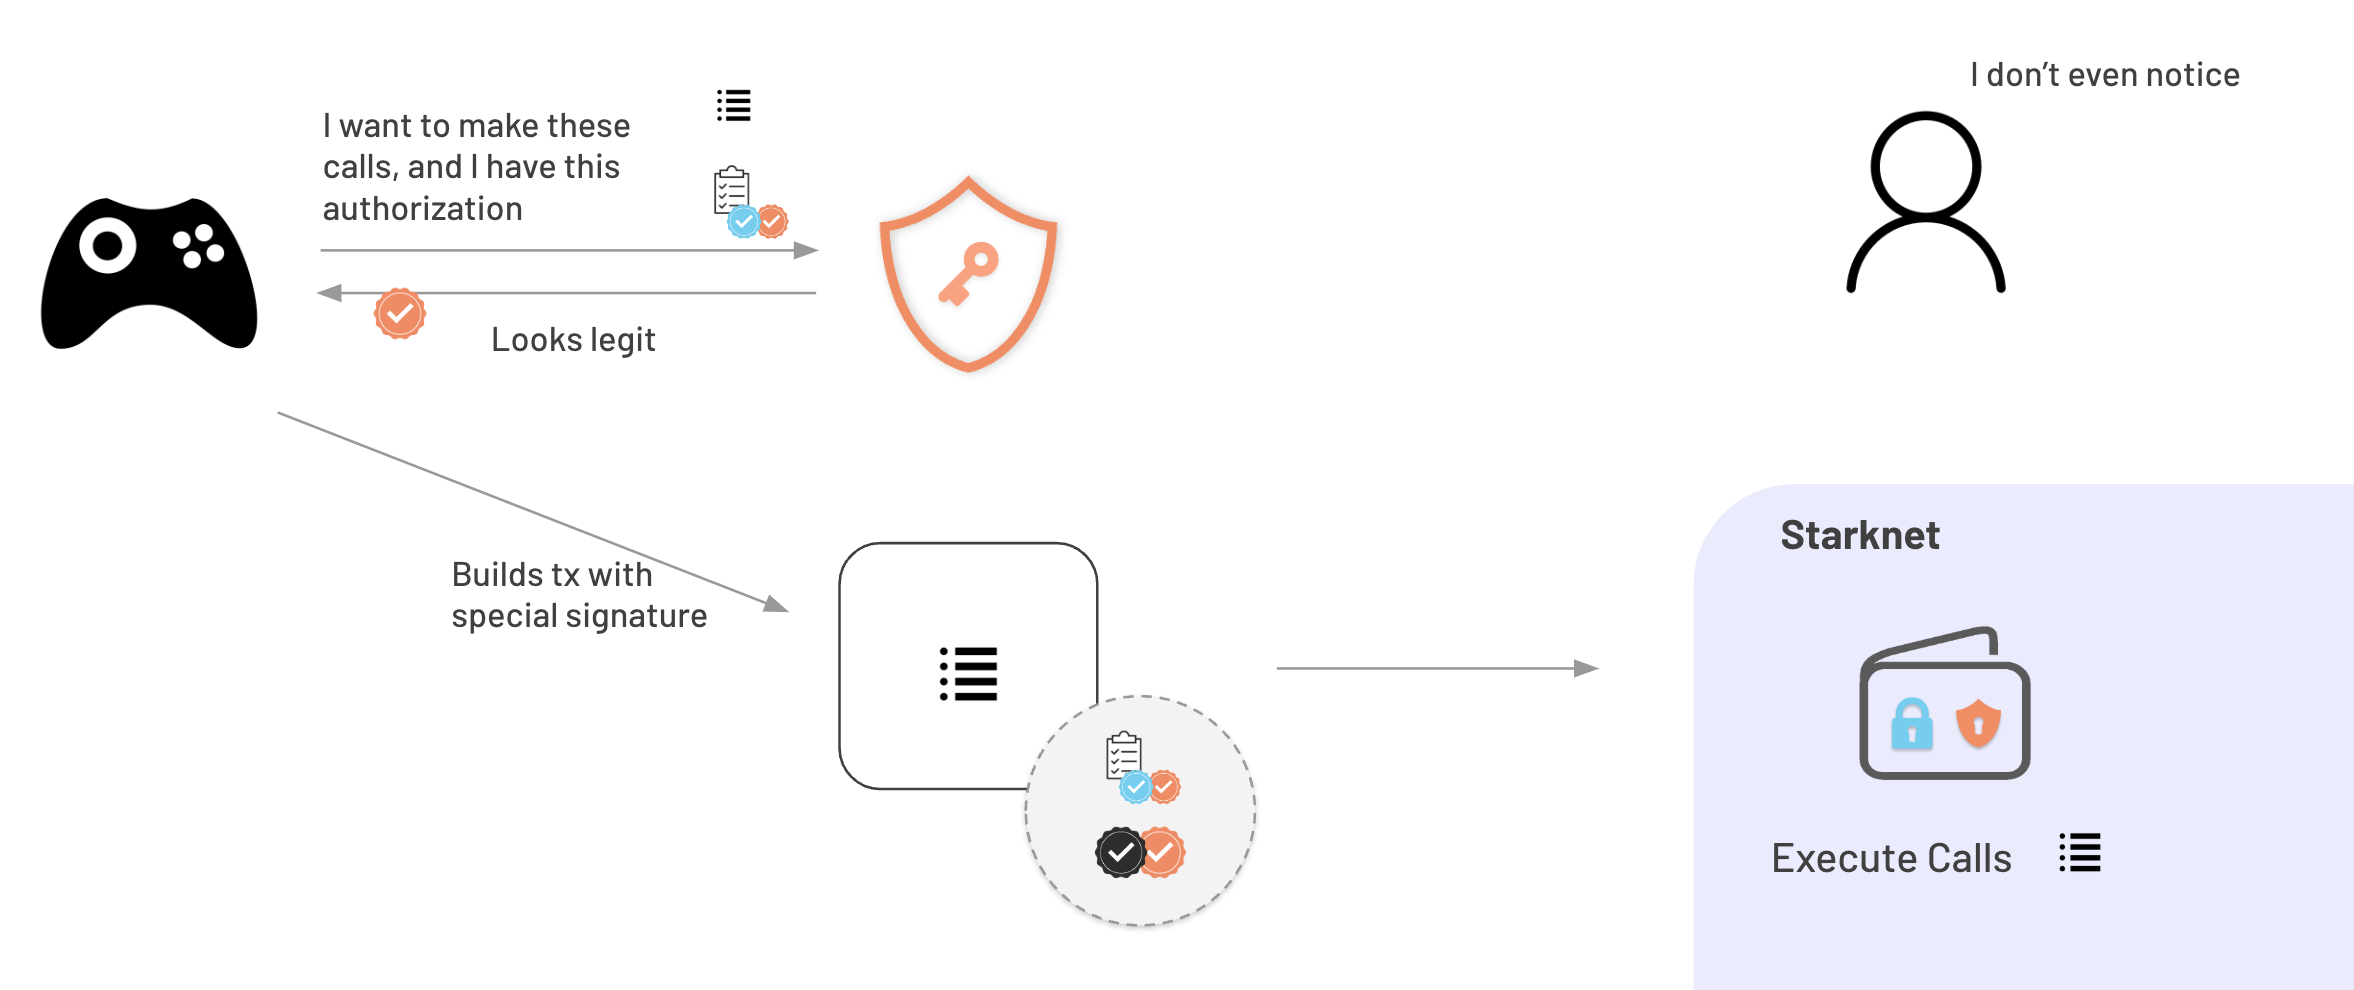 I don’t even notice
I want to make these
calls, and I have this
authorization
Looks legit
Builds tx with
special signature
Starknet
Execute Calls